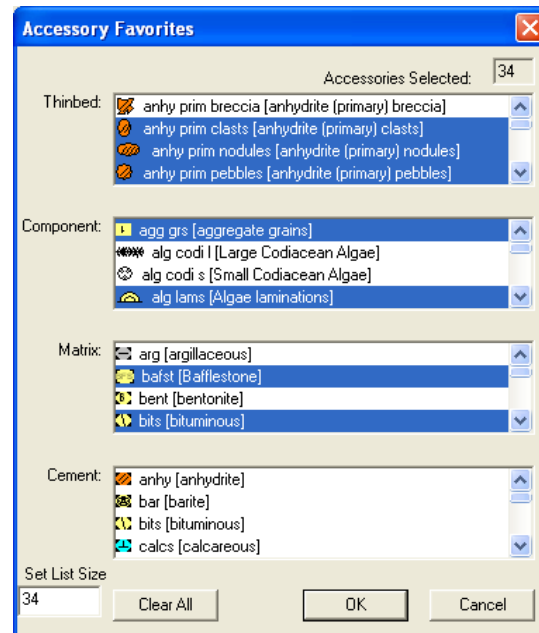 Accessory Favorites
Accessories Selected: 34
Thinbed:
anhy prim breccia [anhydrite (primary) breccia]
anhy prim clasts [anhydrite (primary) clasts]
anhy prim nodules [anhydrite (primary) nodules]
anhy prim pebbles [anhydrite (primary) pebbles]
Component:
agg grs [aggregate grains]
alg codi l [Large Codiacean Algae]
alg codi s [Small Codiacean Algae]
alg lams [Algae laminations]
Matrix:
arg [argillaceous]
bafst [Bafflestone]
bent [bentonite]
bits [bituminous]
Cement:
anhy [anhydrite]
bar [barite]
bits [bituminous]
calcs [calcareous]
Set List Size
34
Clear All
OK
Cancel